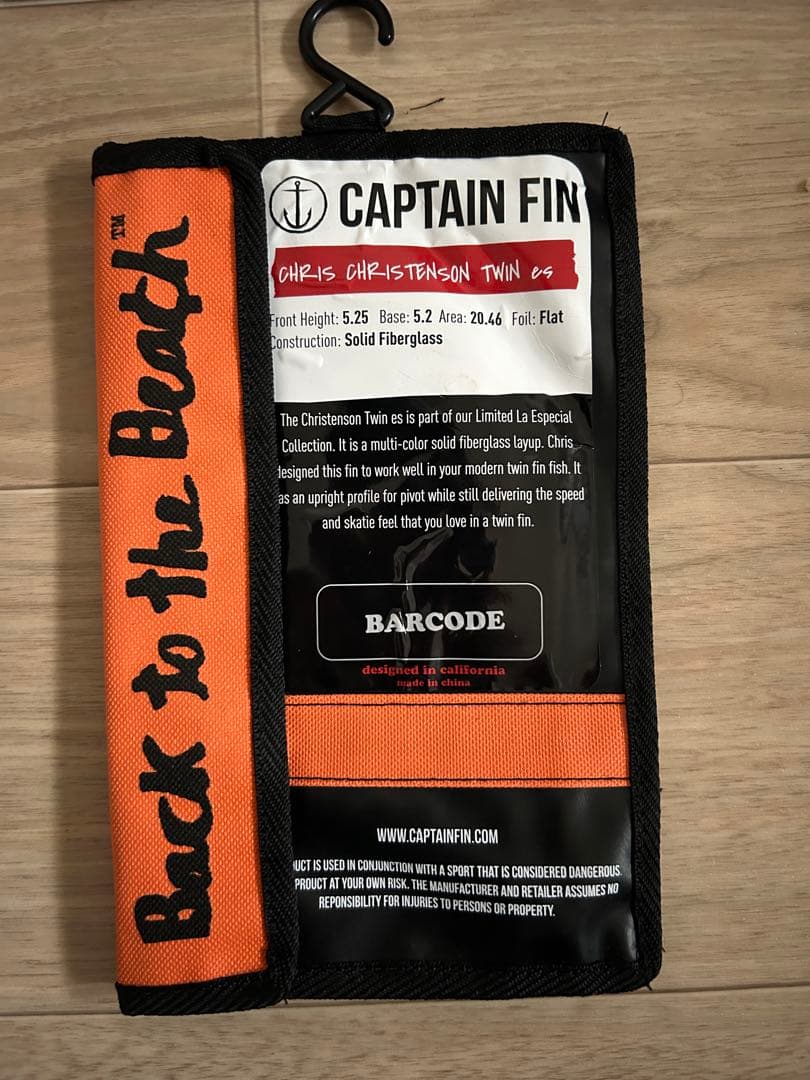 Back to the Beach™
CAPTAIN FIN
CHRIS CHRISTENSON TWIN es
Front Height: 5.25 Base: 5.2 Area: 20.46 Foil: Flat
Construction: Solid Fiberglass
The Christenson Twin es is part of our Limited La Especial
Collection. It is a multi-color solid fiberglass layup. Chris
designed this fin to work well in your modern twin fin fish. It
as an upright profile for pivot while still delivering the speed
and skatie feel that you love in a twin fin.
BARCODE
designed in california
made in china
WWW.CAPTAINFIN.COM
UCT IS USED IN CONJUNCTION WITH A SPORT THAT IS CONSIDERED DANGEROUS.
PROUCT AT YOUR OWN RISK. THE MANUFACTURER AND RETAILER ASSUMES NO
REPONSIBILITY FOR INJURIES TO PERSONS OR PROPERTY.